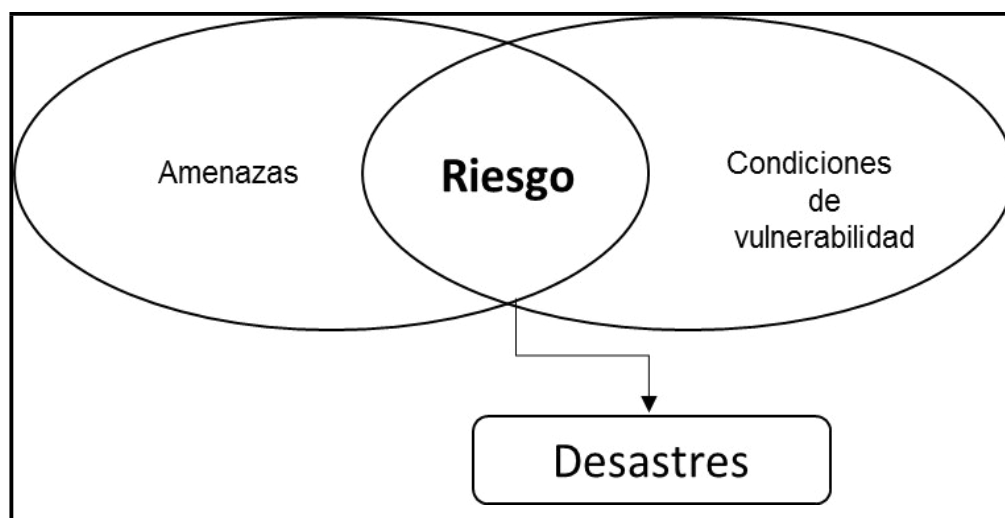 Amenazas
Riesgo
Condiciones
de
vulnerabilidad
Desastres